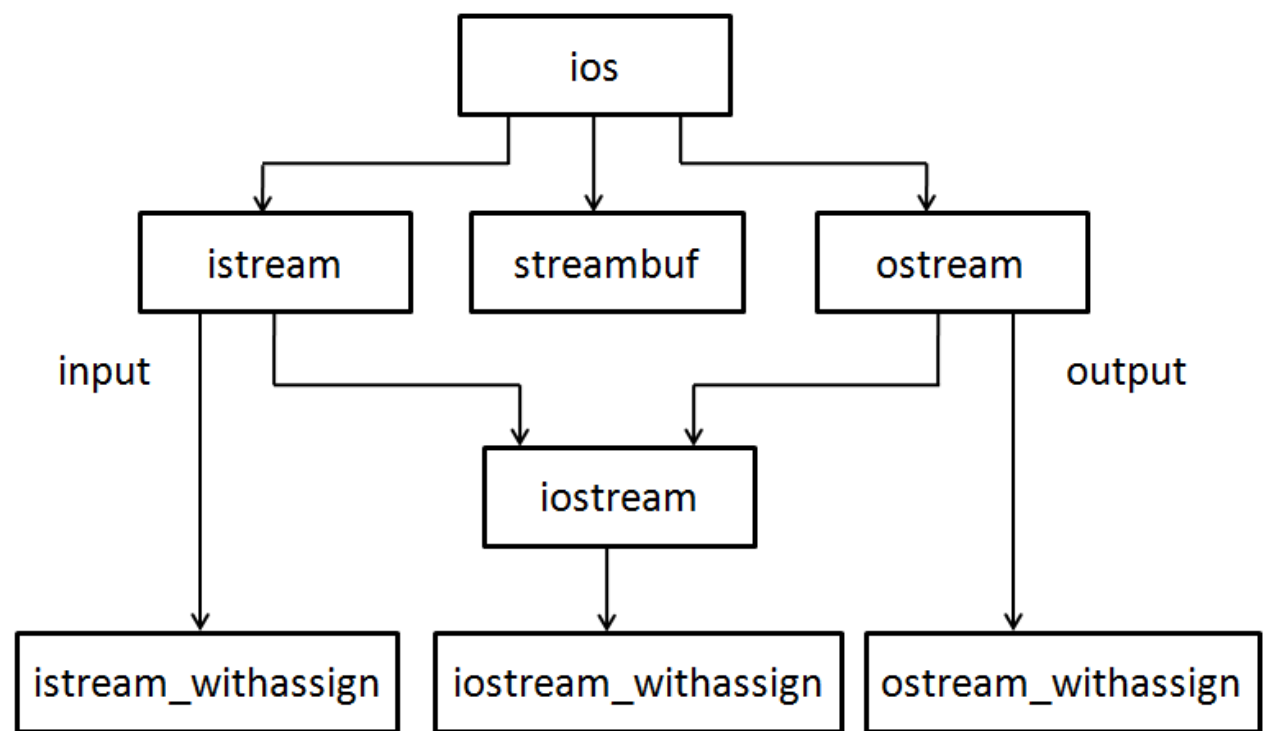 ios
istream
streambuf
ostream
input
output
iostream
istream_withassign
iostream_withassign
ostream_withassign